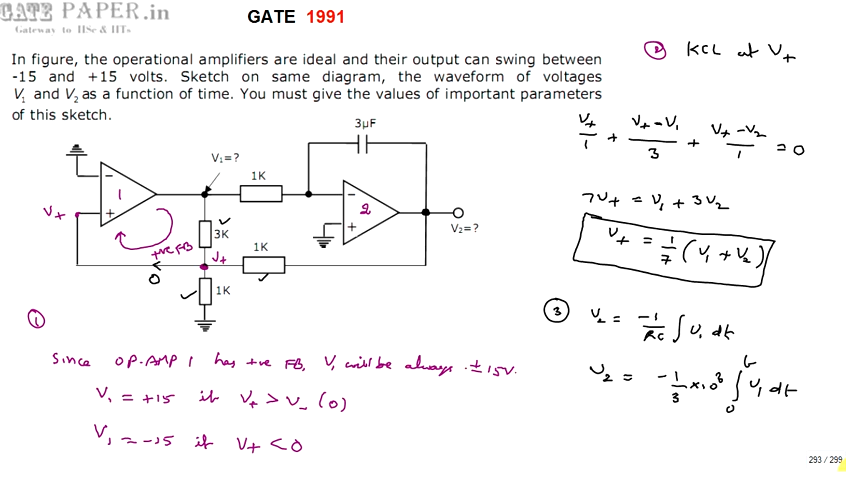 GATE PAPER.in
Gateway to IISc & IITs
GATE 1991
In figure, the operational amplifiers are ideal and their output can swing between
-15 and +15 volts. Sketch on same diagram, the waveform of voltages
V₁ and V₂ as a function of time. You must give the values of important parameters
of this sketch.
3µF
V₁=?
1K
1
2
V+
+ve FB
3K
V+
1K
0
1K
V₂=?
①
Since OP-AMP 1 has +ve FB, V₁ will be always ±15V.
V₁ = +15 if V+ > V- (0)
V₁ = -15 if V+ < 0
② KCL at V+
V+/1 + (V+ - V₁)/3 + (V+ - V₂)/1 = 0
7V+ = V₁ + 3V₂
V+ = 1/7 (V₁ + V₂)
③ V₂ = -1/RC ∫ V₁ dt
V₂ = -1/3 × 10³ ∫₀ᵗ V₁ dt
293 / 299